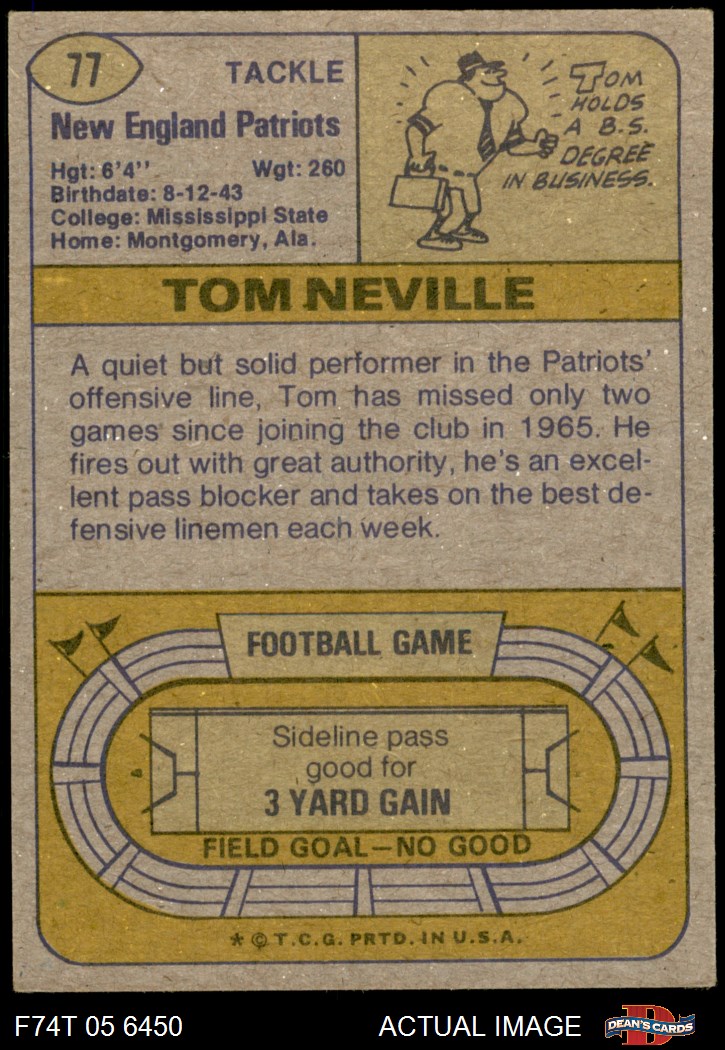 77
TACKLE
New England Patriots
Hgt: 6'4'' Wgt: 260
Birthdate: 8-12-43
College: Mississippi State
Home: Montgomery, Ala.
TOM
HOLDS
A B.S.
DEGREE
IN BUSINESS.
TOM NEVILLE
A quiet but solid performer in the Patriots'
offensive line, Tom has missed only two
games since joining the club in 1965. He
fires out with great authority, he's an excel-
lent pass blocker and takes on the best de-
fensive linemen each week.
FOOTBALL GAME
Sideline pass
good for
3 YARD GAIN
FIELD GOAL—NO GOOD
* © T.C.G. PRTD. IN U.S.A.
F74T 05 6450 ACTUAL IMAGE
D
DEAN'S CARDS